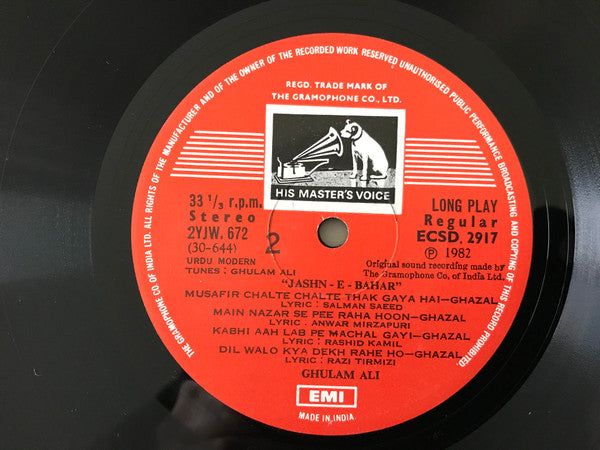 THE GRAMOPHONE CO. OF INDIA LTD. ALL RIGHTS OF THE MANUFACTURER AND OF THE OWNER OF THE RECORDED WORK RESERVED UNAUTHORISED PUBLIC PERFORMANCE BROADCASTING AND COPYING OF THIS RECORD PROHIBITED
REGD. TRADE MARK OF
THE GRAMOPHONE CO., LTD.
HIS MASTER'S VOICE
33 1/3 r.p.m.
Stereo
2YJW. 672
(30-644)
2
URDU MODERN
TUNES : GHULAM ALI
LONG PLAY
Regular
ECSD. 2917
Ⓟ 1982
Original sound recording made by
The Gramophone Co., of India Ltd.
"JASHN - E - BAHAR"
MUSAFIR CHALTE CHALTE THAK GAYA HAI—GHAZAL
LYRIC : SALMAN SAEED
MAIN NAZAR SE PEE RAHA HOON—GHAZAL
LYRIC : ANWAR MIRZAPURI
KABHI AAH LAB PE MACHAL GAYI—GHAZAL
LYRIC : RASHID KAMIL
DIL WALO KYA DEKH RAHE HO—GHAZAL
LYRIC : RAZI TIRMIZI
GHULAM ALI
EMI
MADE IN INDIA